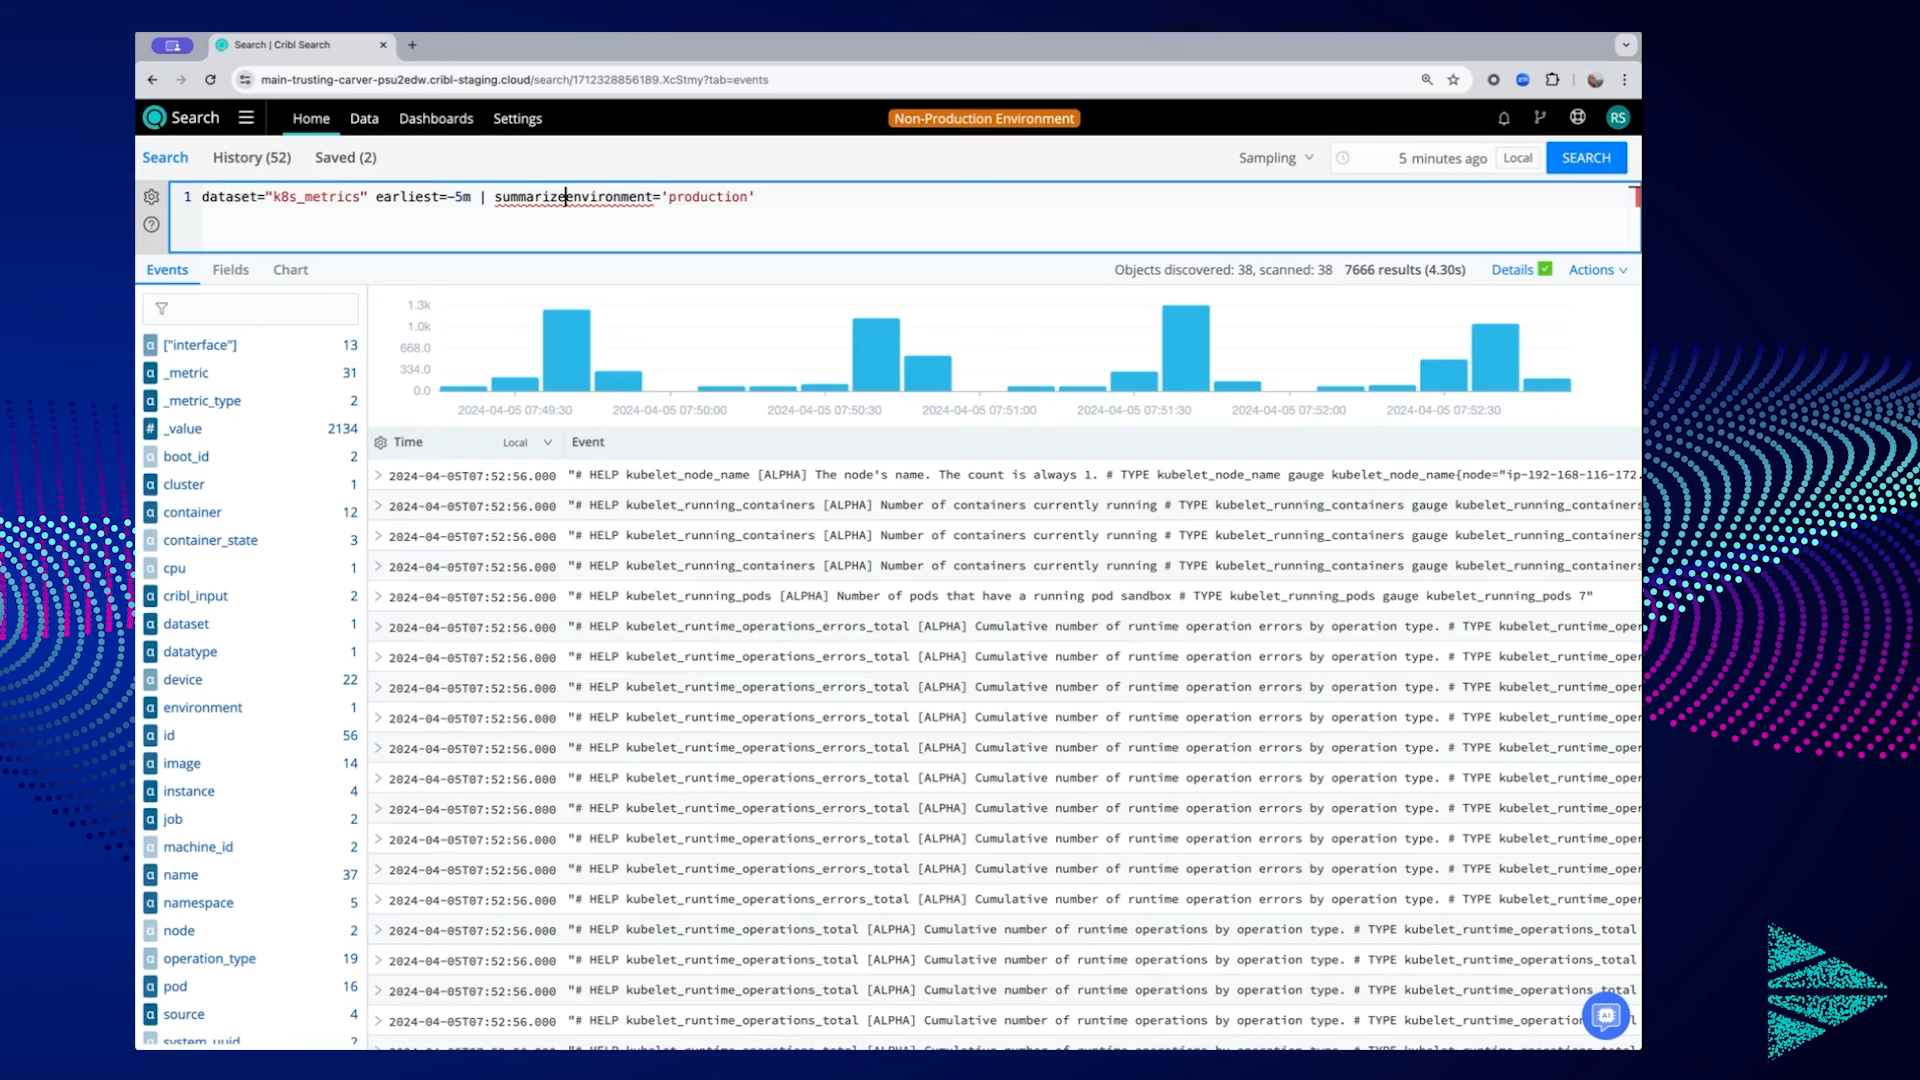 Search | Cribl Search
main-trusting-carver-psu2edw.cribl-staging.cloud/search/1712328856189.XcStmy?tab=events
Search Home Data Dashboards Settings Non-Production Environment RS
Search History (52) Saved (2) Sampling 5 minutes ago Local SEARCH
1 dataset="k8s_metrics" earliest=-5m | summarizeenvironment='production'
Events Fields Chart Objects discovered: 38, scanned: 38 7666 results (4.30s) Details Actions
1.3k
1.0k
668.0
334.0
0.0
2024-04-05 07:49:30 2024-04-05 07:50:00 2024-04-05 07:50:30 2024-04-05 07:51:00 2024-04-05 07:51:30 2024-04-05 07:52:00 2024-04-05 07:52:30
α ["interface"] 13
α _metric 31
α _metric_type 2
# _value 2134
α boot_id 2
α cluster 1
α container 12
α container_state 3
α cpu 1
α cribl_input 2
α dataset 1
α datatype 1
α device 22
α environment 1
α id 56
α image 14
α instance 4
α job 2
α machine_id 2
α name 37
α namespace 5
α node 2
α operation_type 19
α pod 16
α source 4
system_uuid 2
Time Local Event
2024-04-05T07:52:56.000 "# HELP kubelet_node_name [ALPHA] The node's name. The count is always 1. # TYPE kubelet_node_name gauge kubelet_node_name{node="ip-192-168-116-172.
2024-04-05T07:52:56.000 "# HELP kubelet_running_containers [ALPHA] Number of containers currently running # TYPE kubelet_running_containers gauge kubelet_running_containers
2024-04-05T07:52:56.000 "# HELP kubelet_running_containers [ALPHA] Number of containers currently running # TYPE kubelet_running_containers gauge kubelet_running_containers
2024-04-05T07:52:56.000 "# HELP kubelet_running_containers [ALPHA] Number of containers currently running # TYPE kubelet_running_containers gauge kubelet_running_containers
2024-04-05T07:52:56.000 "# HELP kubelet_running_pods [ALPHA] Number of pods that have a running pod sandbox # TYPE kubelet_running_pods gauge kubelet_running_pods 7"
2024-04-05T07:52:56.000 "# HELP kubelet_runtime_operations_errors_total [ALPHA] Cumulative number of runtime operation errors by operation type. # TYPE kubelet_runtime_oper
2024-04-05T07:52:56.000 "# HELP kubelet_runtime_operations_errors_total [ALPHA] Cumulative number of runtime operation errors by operation type. # TYPE kubelet_runtime_oper
2024-04-05T07:52:56.000 "# HELP kubelet_runtime_operations_errors_total [ALPHA] Cumulative number of runtime operation errors by operation type. # TYPE kubelet_runtime_oper
2024-04-05T07:52:56.000 "# HELP kubelet_runtime_operations_errors_total [ALPHA] Cumulative number of runtime operation errors by operation type. # TYPE kubelet_runtime_oper
2024-04-05T07:52:56.000 "# HELP kubelet_runtime_operations_errors_total [ALPHA] Cumulative number of runtime operation errors by operation type. # TYPE kubelet_runtime_oper
2024-04-05T07:52:56.000 "# HELP kubelet_runtime_operations_errors_total [ALPHA] Cumulative number of runtime operation errors by operation type. # TYPE kubelet_runtime_oper
2024-04-05T07:52:56.000 "# HELP kubelet_runtime_operations_errors_total [ALPHA] Cumulative number of runtime operation errors by operation type. # TYPE kubelet_runtime_oper
2024-04-05T07:52:56.000 "# HELP kubelet_runtime_operations_errors_total [ALPHA] Cumulative number of runtime operation errors by operation type. # TYPE kubelet_runtime_oper
2024-04-05T07:52:56.000 "# HELP kubelet_runtime_operations_errors_total [ALPHA] Cumulative number of runtime operation errors by operation type. # TYPE kubelet_runtime_oper
2024-04-05T07:52:56.000 "# HELP kubelet_runtime_operations_errors_total [ALPHA] Cumulative number of runtime operation errors by operation type. # TYPE kubelet_runtime_oper
2024-04-05T07:52:56.000 "# HELP kubelet_runtime_operations_total [ALPHA] Cumulative number of runtime operations by operation type. # TYPE kubelet_runtime_operations_total
2024-04-05T07:52:56.000 "# HELP kubelet_runtime_operations_total [ALPHA] Cumulative number of runtime operations by operation type. # TYPE kubelet_runtime_operations_total
2024-04-05T07:52:56.000 "# HELP kubelet_runtime_operations_total [ALPHA] Cumulative number of runtime operations by operation type. # TYPE kubelet_runtime_operations_total
2024-04-05T07:52:56.000 "# HELP kubelet_runtime_operations_total [ALPHA] Cumulative number of runtime operations by operation type. # TYPE kubelet_runtime_operation
AI